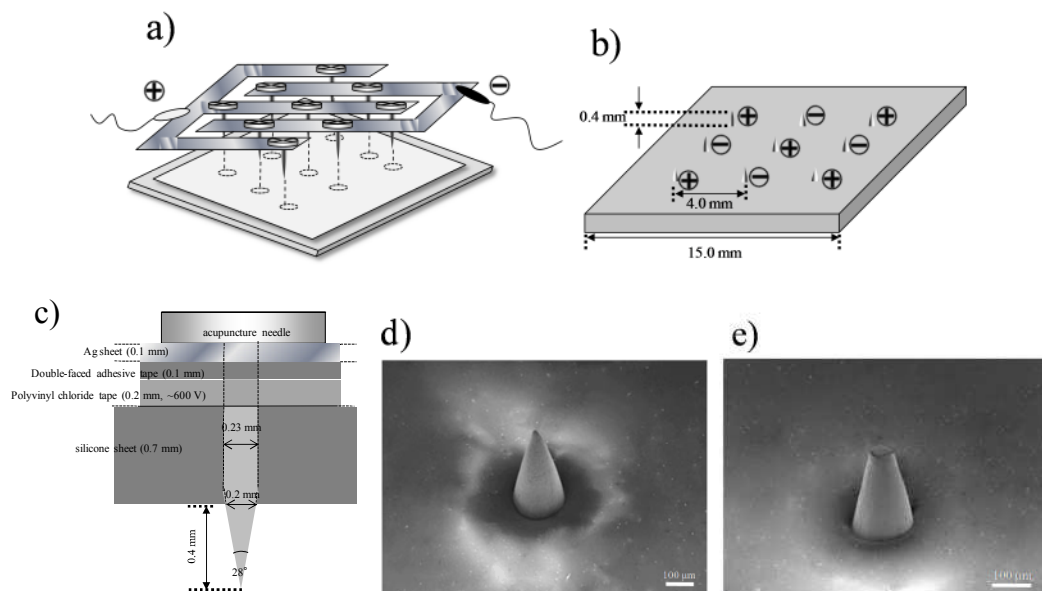 a)
⊕
⊖
b)
0.4 mm
⊕ ⊖ ⊕
⊖ ⊕ ⊖
⊕ ⊖ ⊕
4.0 mm
15.0 mm
c)
acupuncture needle
Ag sheet (0.1 mm)
Double-faced adhesive tape (0.1 mm)
Polyvinyl chloride tape (0.2 mm, ~600 V)
0.23 mm
silicone sheet (0.7 mm)
0.2 mm
0.4 mm
28°
d)
100 μm
e)
100 μm